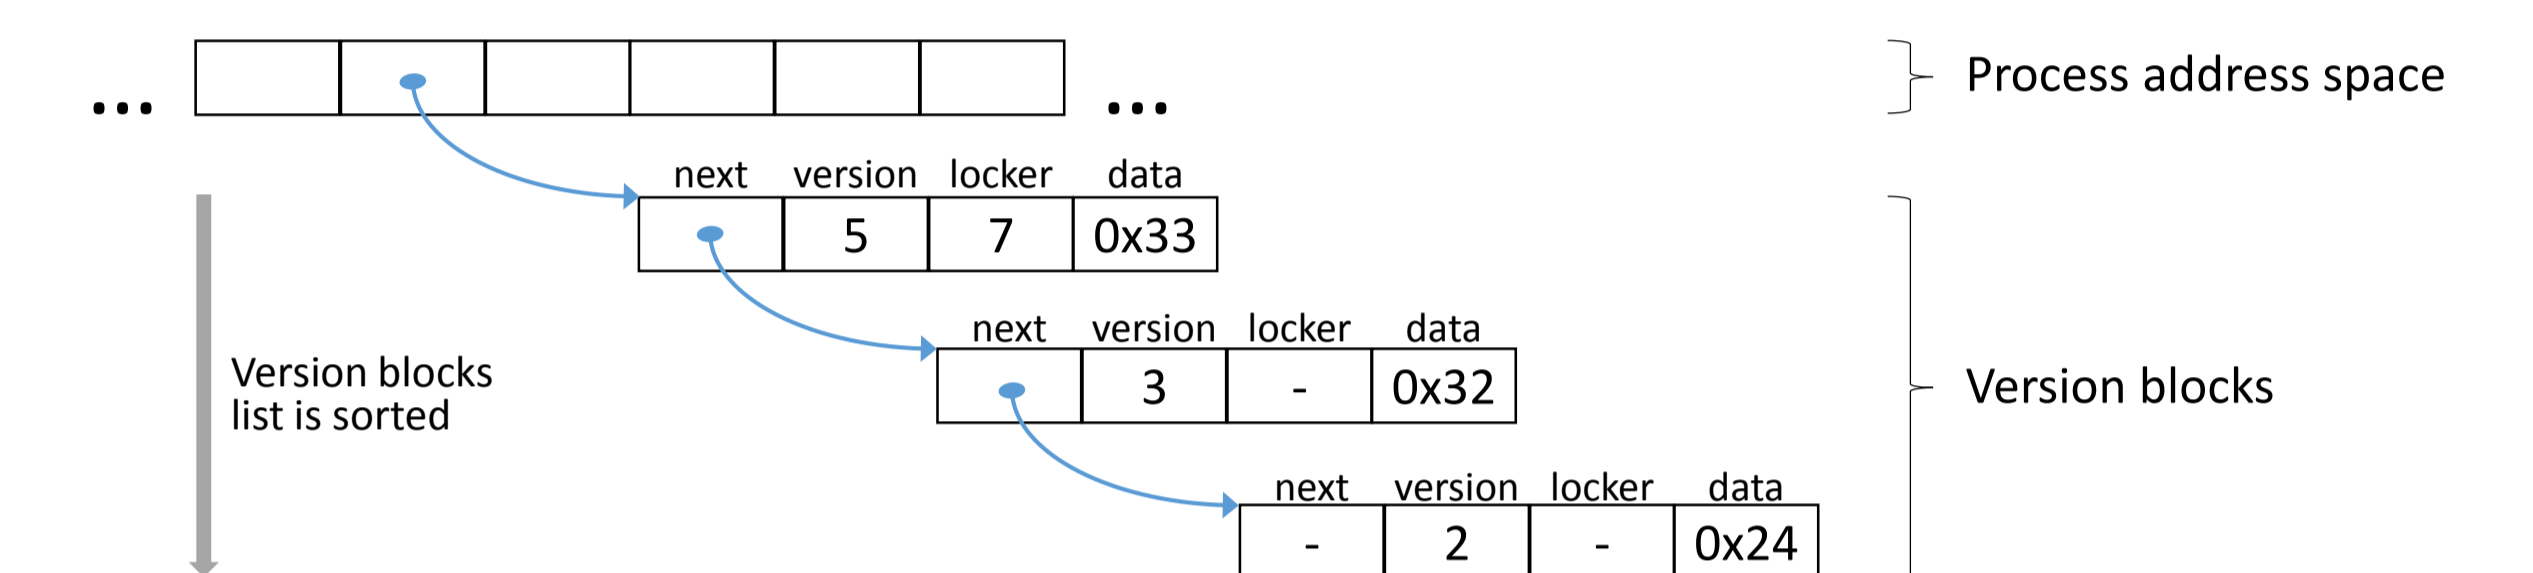 ... ... Process address space
next version locker data
5 7 0x33
next version locker data
3 - 0x32
Version blocks
list is sorted
Version blocks
next version locker data
- 2 - 0x24